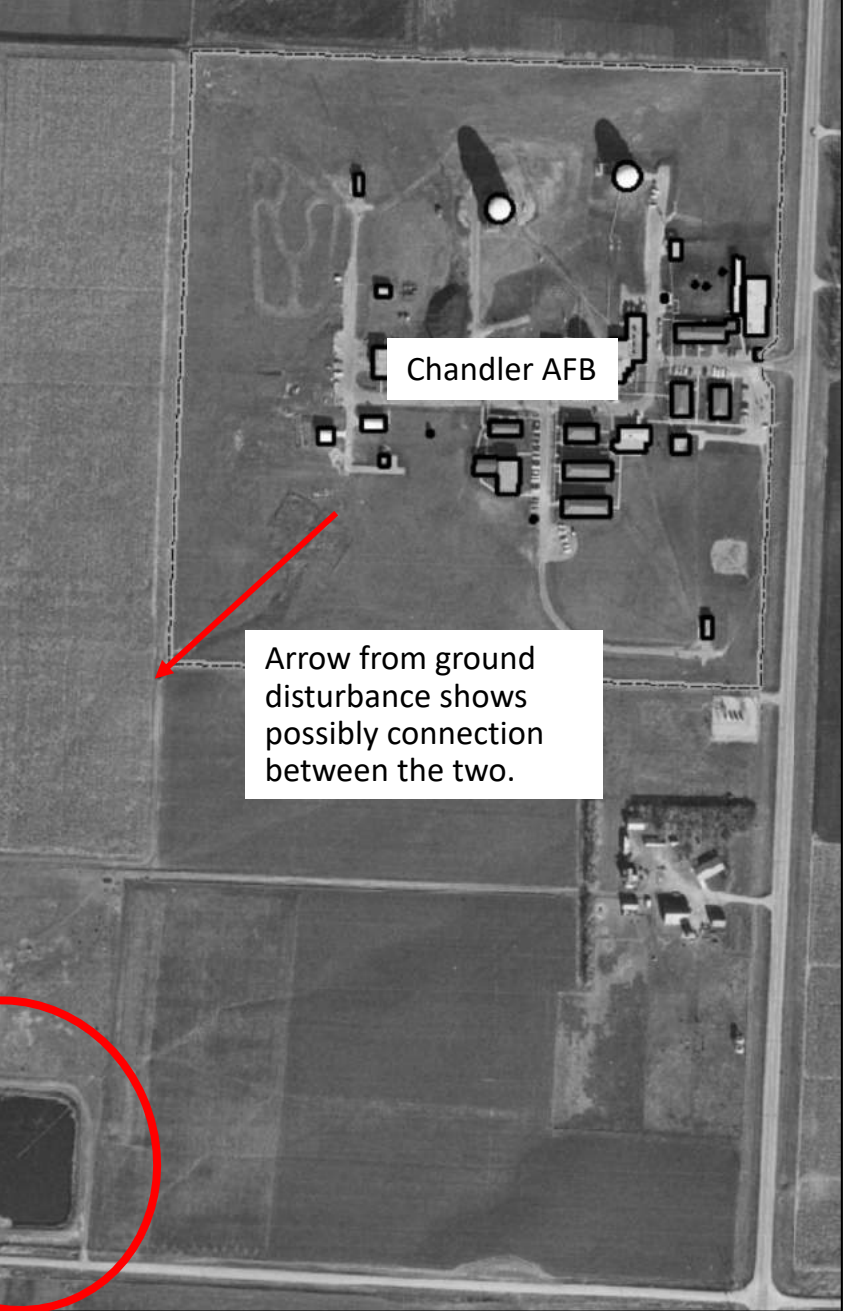 Chandler AFB
Arrow from ground
disturbance shows
possibly connection
between the two.